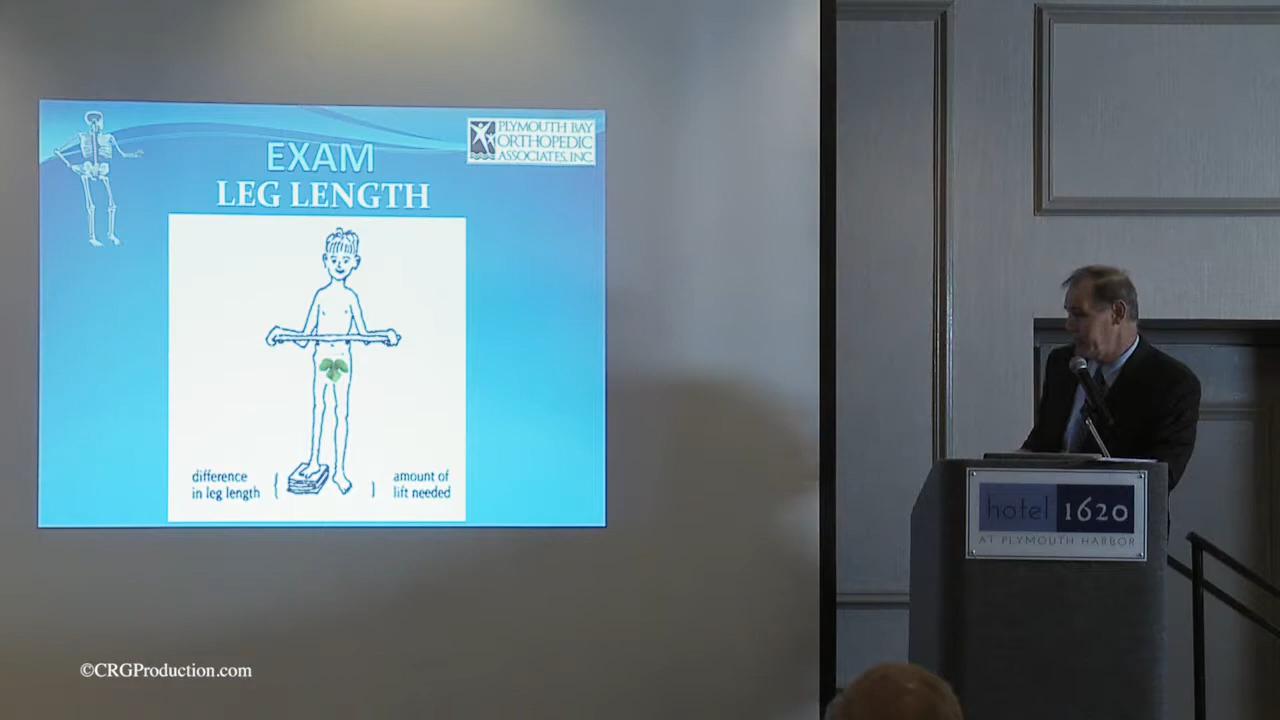 EXAM
LEG LENGTH
PLYMOUTH BAY
ORTHOPEDIC
ASSOCIATES, INC.
difference
in leg length
amount of
lift needed
hotel 1620
AT PLYMOUTH HARBOR
©CRGProduction.com